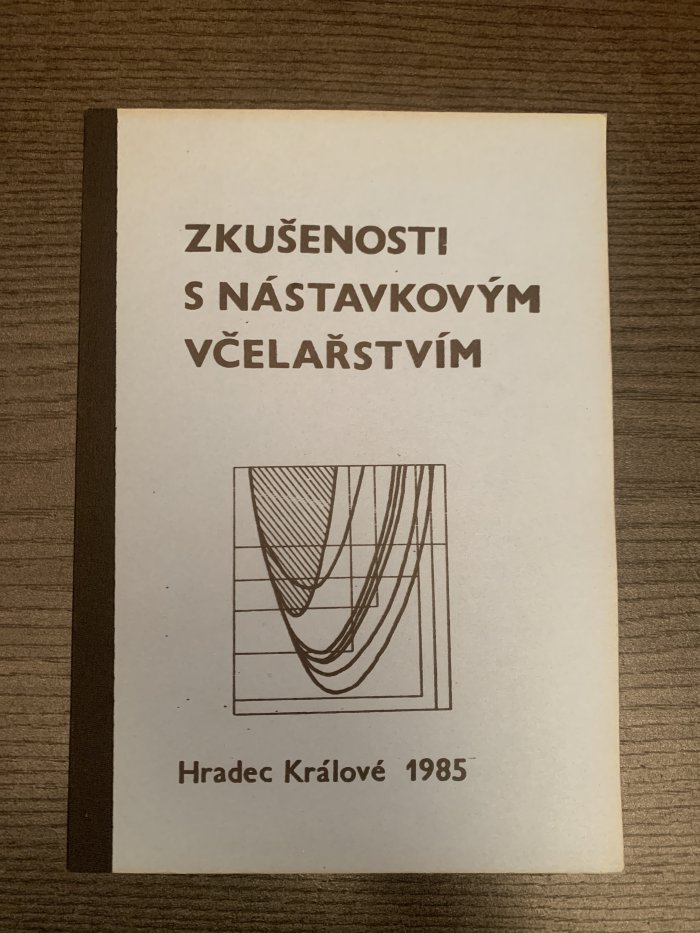 ZKUŠENOSTI
S NÁSTAVKOVÝM
VČELAŘSTVÍM
Hradec Králové 1985